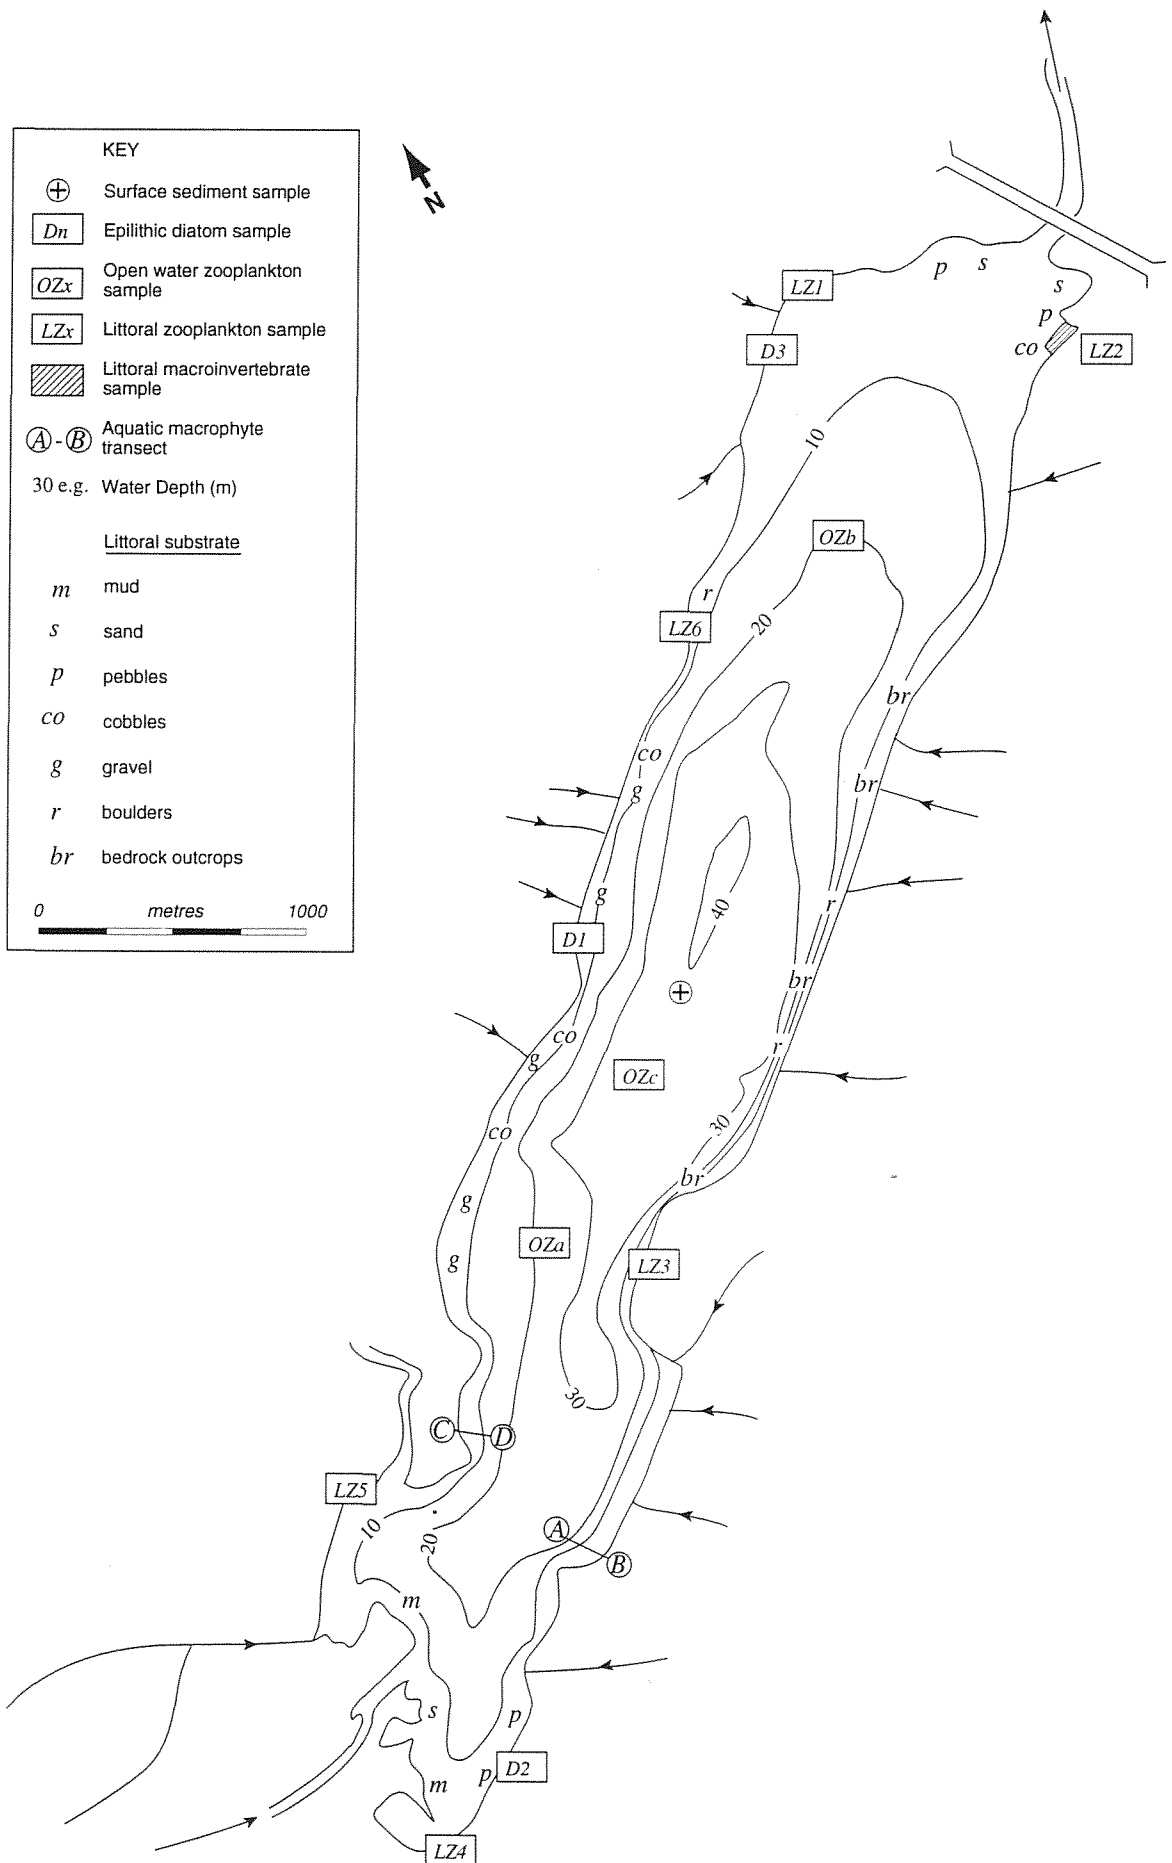 KEY
Surface sediment sample
Dn Epilithic diatom sample
OZx Open water zooplankton
sample
LZx Littoral zooplankton sample
Littoral macroinvertebrate
sample
A - B Aquatic macrophyte
transect
30 e.g. Water Depth (m)
Littoral substrate
m mud
s sand
p pebbles
co cobbles
g gravel
r boulders
br bedrock outcrops
0 metres 1000
N
p s
LZ1
s
p
D3
co
LZ2
10
OZb
r
LZ6
20
br
co
br
g
g
r
40
D1
br
co
r
g
OZc
30
co
br
g
OZa
g
LZ3
30
C
D
LZ5
10
A
20
B
m
s
p
D2
p
m
LZ4